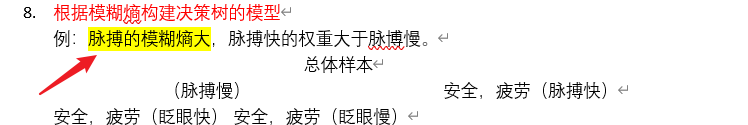 8. 根据模糊熵构建决策树的模型
例：脉搏的模糊熵大，脉搏快的权重大于脉博慢。
总体样本
（脉搏慢） 安全，疲劳（脉搏快）
安全，疲劳（眨眼快） 安全，疲劳（眨眼慢）